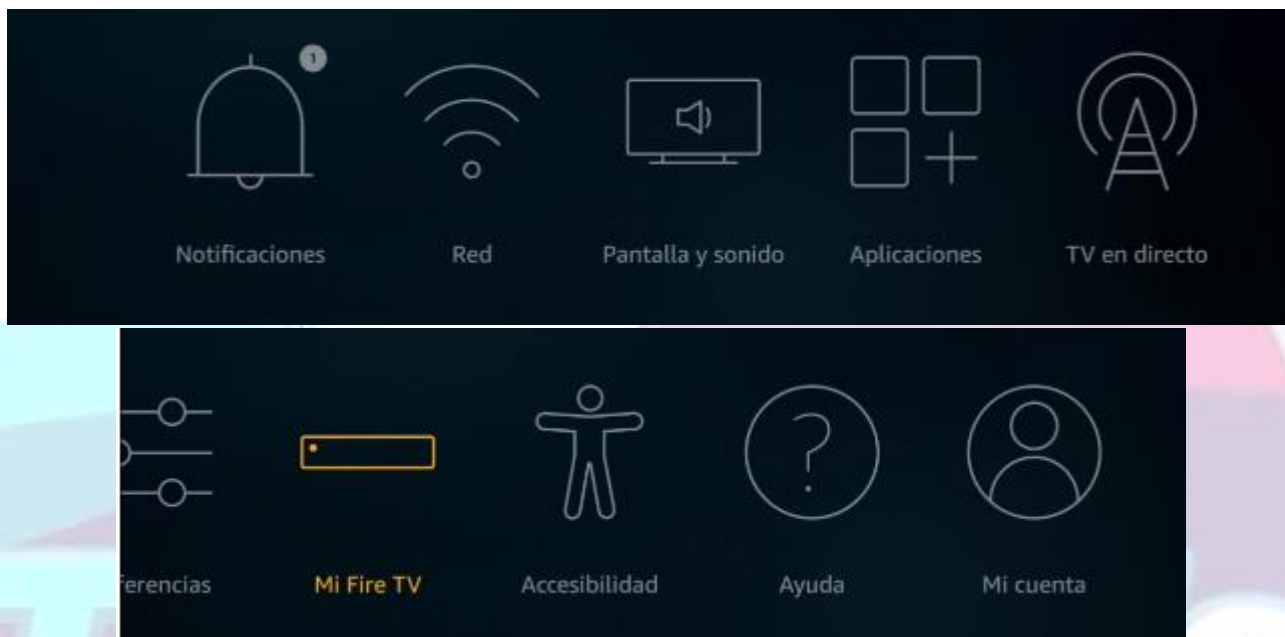 1
Notificaciones Red Pantalla y sonido Aplicaciones TV en directo
?
ferencias Mi Fire TV Accesibilidad Ayuda Mi cuenta